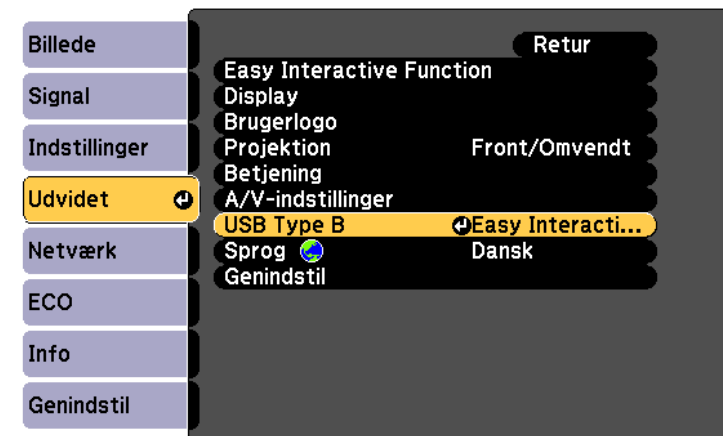 Billede
Signal
Indstillinger
Udvidet
Netværk
ECO
Info
Genindstil
Retur
Easy Interactive Function
Display
Brugerlogo
Projektion Front/Omvendt
Betjening
A/V-indstillinger
USB Type B Easy Interacti...
Sprog Dansk
Genindstil